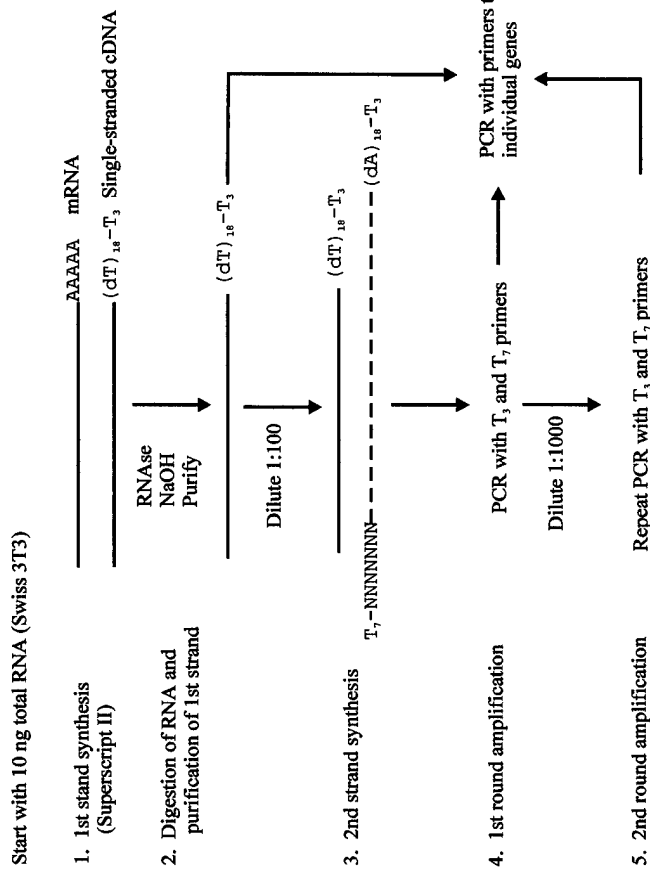 Start with 10 ng total RNA (Swiss 3T3)
1. 1st stand synthesis
(Superscript II)
AAAAA mRNA
(dT)₁₈-T₃ Single-stranded cDNA
RNAse
NaOH
Purify
2. Digestion of RNA and
purification of 1st strand
(dT)₁₈-T₃
Dilute 1:100
3. 2nd strand synthesis
(dT)₁₈-T₃
T₇-NNNNNNN
(dA)₁₈-T₃
4. 1st round amplification
PCR with T₃ and T₇ primers
PCR with primers
individual genes
Dilute 1:1000
5. 2nd round amplification
Repeat PCR with T₃ and T₇ primers